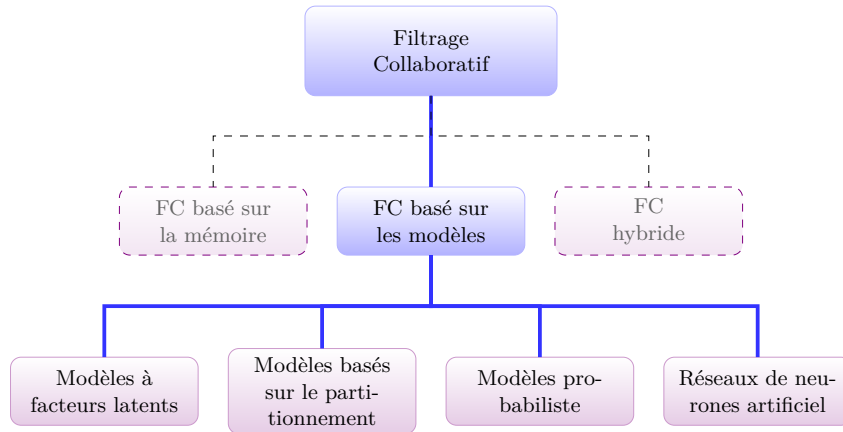 Filtrage
Collaboratif
FC basé sur
la mémoire
FC basé sur
les modèles
FC
hybride
Modèles à
facteurs latents
Modèles basés
sur le parti-
tionnement
Modèles pro-
babiliste
Réseaux de neu-
rones artificiel